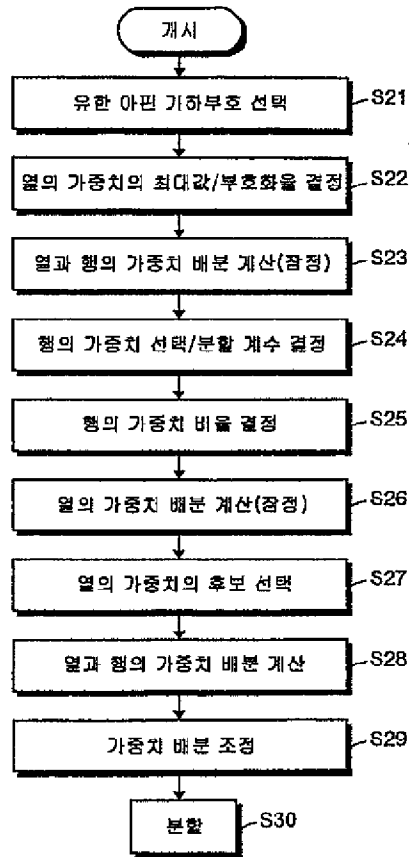 개시
유한 아핀 기하부호 선택
S21
열의 가중치의 최대값/부호화율 결정
S22
열과 행의 가중치 배분 계산(잠정)
S23
행의 가중치 선택/분할 계수 결정
S24
행의 가중치 비율 결정
S25
열의 가중치 배분 계산(잠정)
S26
열의 가중치의 후보 선택
S27
열과 행의 가중치 배분 계산
S28
가중치 배분 조정
S29
분할
S30